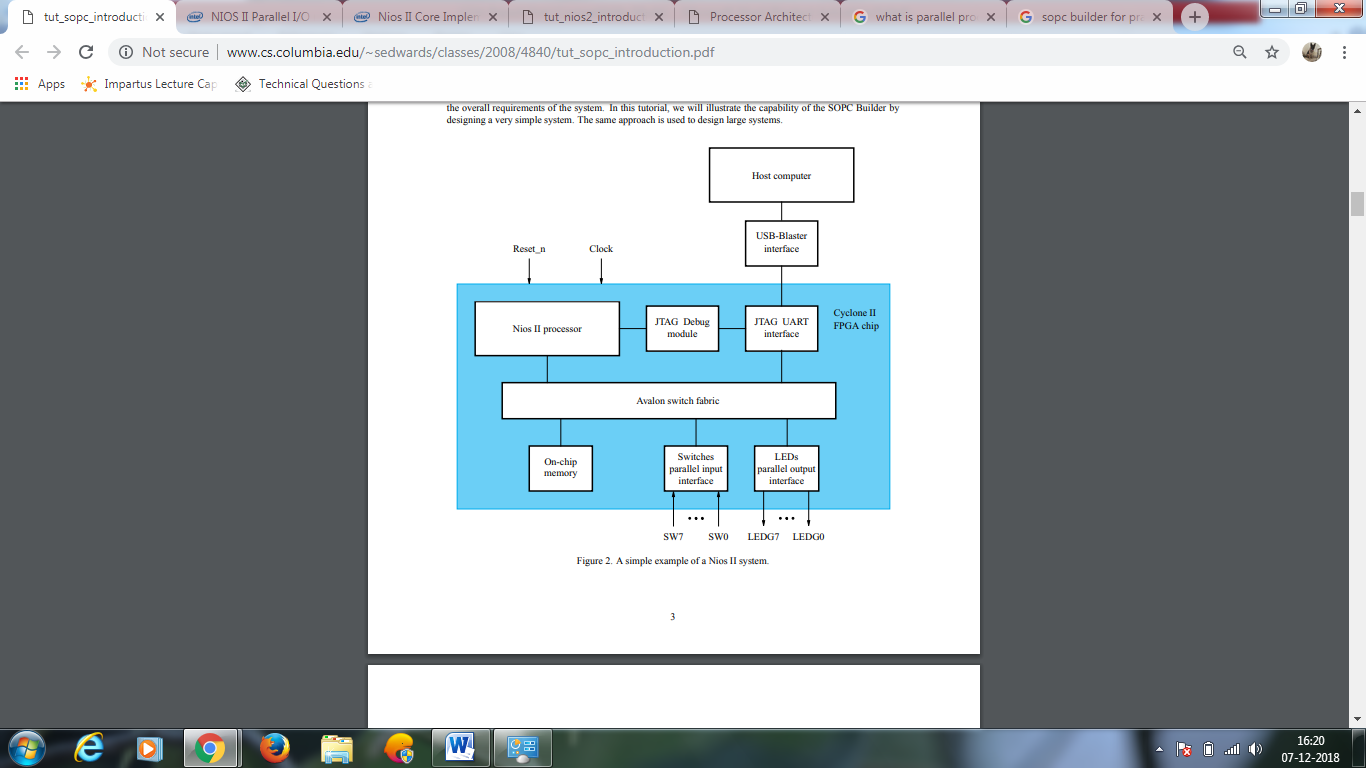 tut_sopc_introducti
NIOS II Parallel I/O
Nios II Core Implem
tut_nios2_introduct
Processor Architect
what is parallel pro
sopc builder for pre
Not secure | www.cs.columbia.edu/~sedwards/classes/2008/4840/tut_sopc_introduction.pdf
Apps
Impartus Lecture Cap
Technical Questions a
the overall requirements of the system. In this tutorial, we will illustrate the capability of the SOPC Builder by
designing a very simple system. The same approach is used to design large systems.
Host computer
USB-Blaster
interface
Reset_n
Clock
Nios II processor
JTAG Debug
module
JTAG UART
interface
Cyclone II
FPGA chip
Avalon switch fabric
On-chip
memory
Switches
parallel input
interface
LEDs
parallel output
interface
SW7
SW0
LEDG7
LEDG0
Figure 2. A simple example of a Nios II system.
3
16:20
07-12-2018